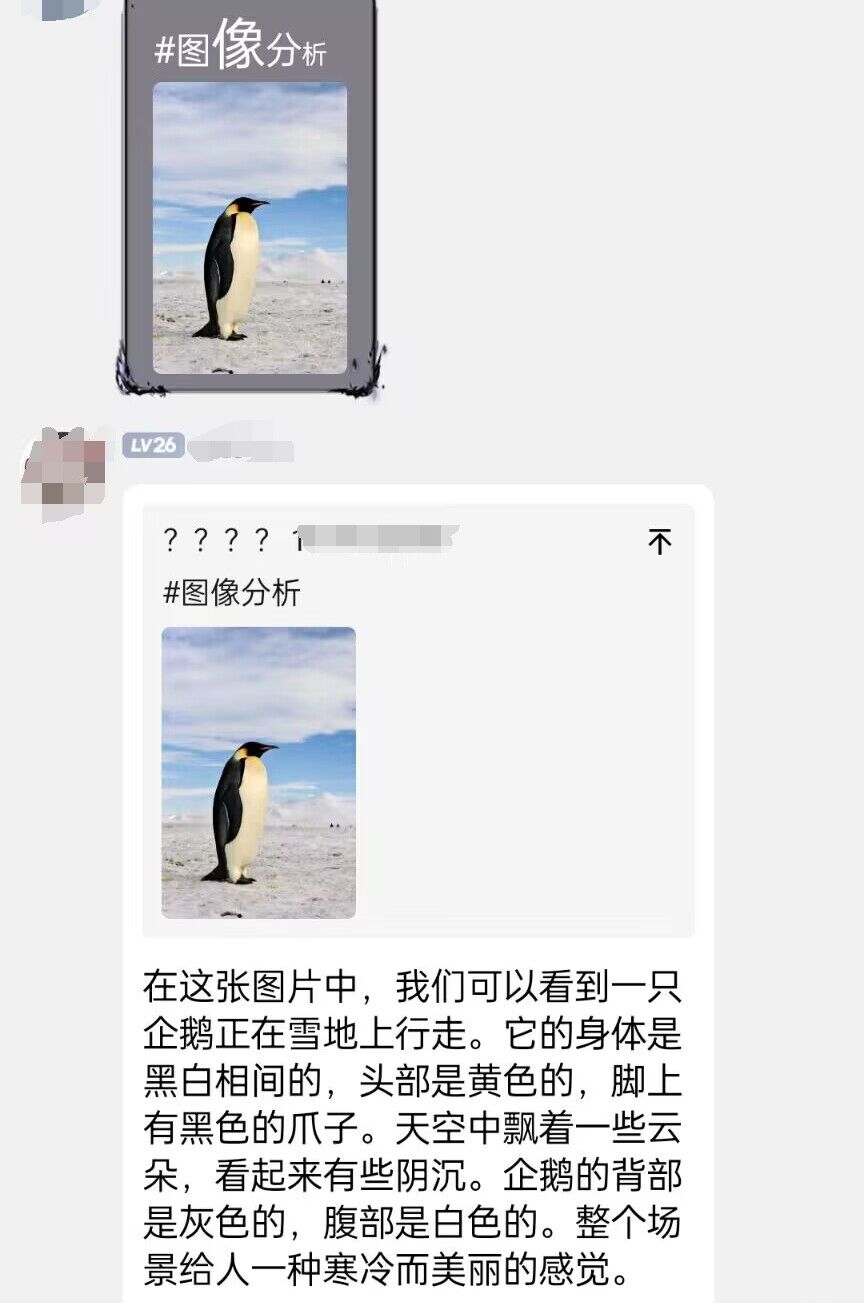 #图像分析
LV26
？？？？
#图像分析
在这张图片中，我们可以看到一只
企鹅正在雪地上行走。它的身体是
黑白相间的，头部是黄色的，脚上
有黑色的爪子。天空中飘着一些云
朵，看起来有些阴沉。企鹅的背部
是灰色的，腹部是白色的。整个场
景给人一种寒冷而美丽的感觉。